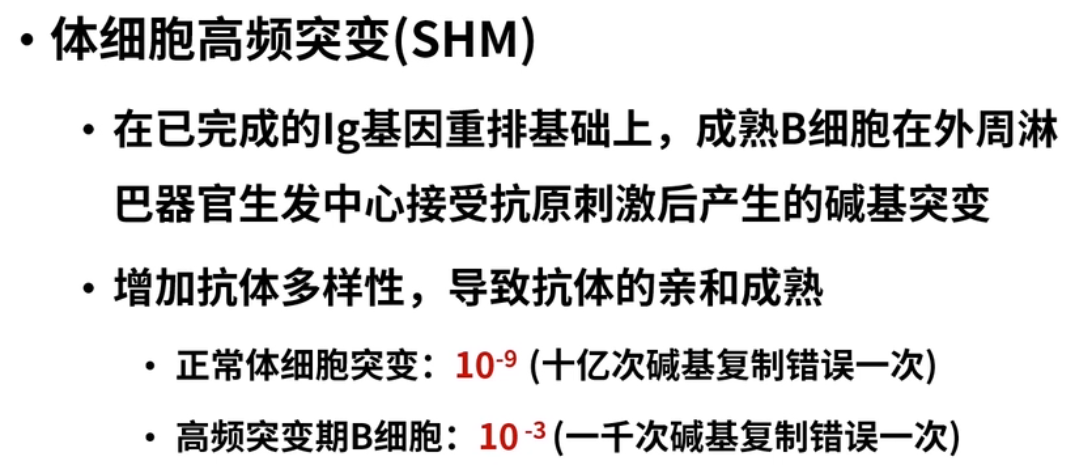 • 体细胞高频突变(SHM)
• 在已完成的Ig基因重排基础上，成熟B细胞在外周淋
巴器官生发中心接受抗原刺激后产生的碱基突变
• 增加抗体多样性，导致抗体的亲和成熟
• 正常体细胞突变：10⁻⁹ (十亿次碱基复制错误一次)
• 高频突变期B细胞：10 ⁻³ (一千次碱基复制错误一次)